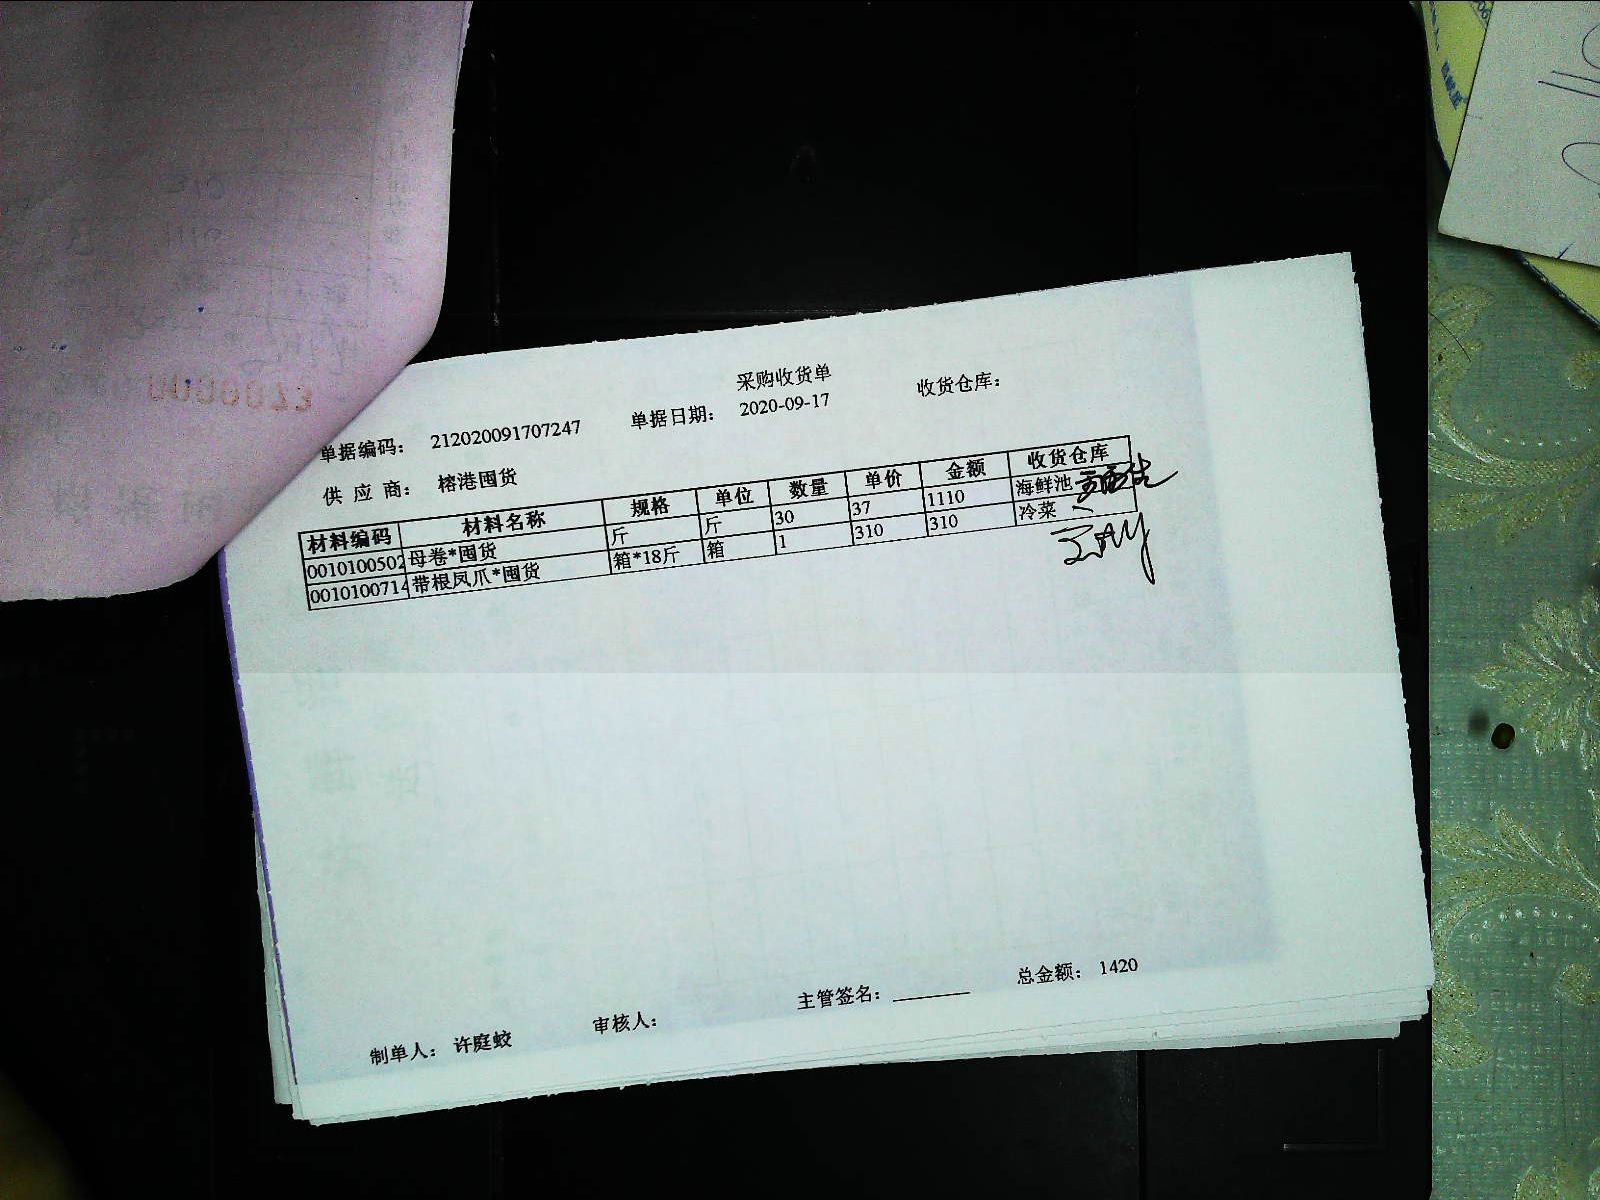 采购收货单
单据编码： 212020091707247 单据日期： 2020-09-17 收货仓库：
供 应 商： 榕港囤货
材料编码 材料名称 规格 单位 数量 单价 金额 收货仓库
0010100502 母卷*囤货 斤 斤 30 37 1110 海鲜池
0010100714 带根凤爪*囤货 箱*18斤 箱 1 310 310 冷菜
制单人： 许庭蛟 审核人： 主管签名： 总金额： 1420